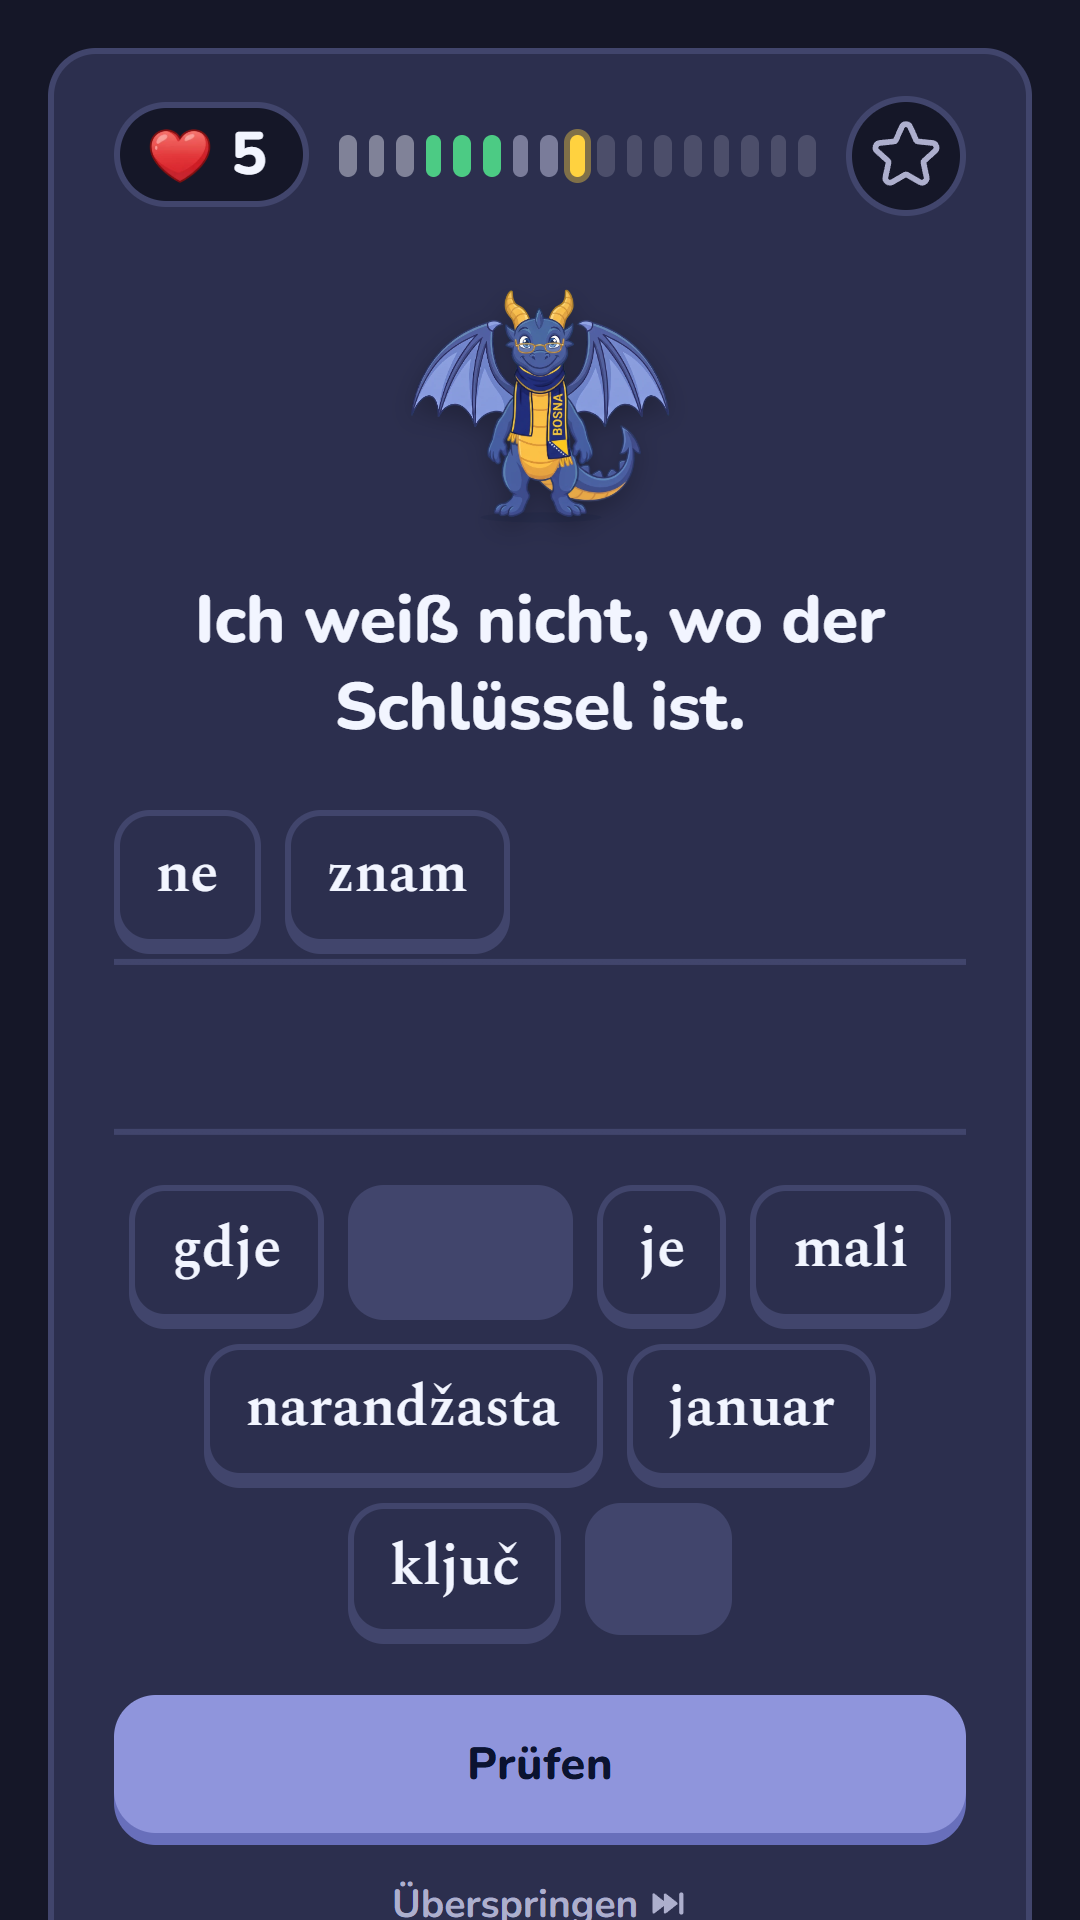 5
BOSNA
Ich weiß nicht, wo der
Schlüssel ist.
ne znam
gdje je mali
narandžasta januar
ključ
Prüfen
Überspringen